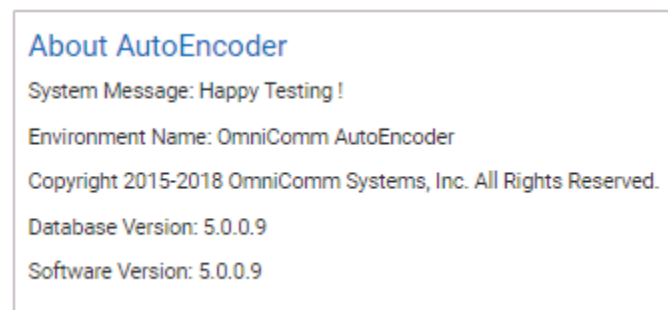 About AutoEncoder
System Message: Happy Testing !
Environment Name: OmniComm AutoEncoder
Copyright 2015-2018 OmniComm Systems, Inc. All Rights Reserved.
Database Version: 5.0.0.9
Software Version: 5.0.0.9